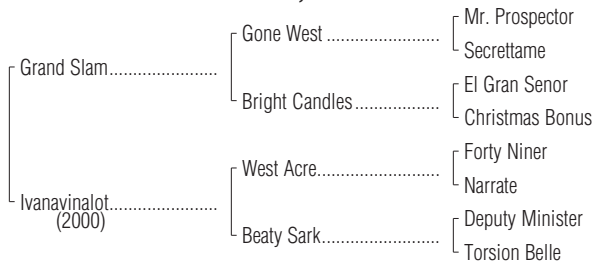 Mr. Prospector
Gone West
Secrettame
Grand Slam
El Gran Senor
Bright Candles
Christmas Bonus
Forty Niner
West Acre
Narrate
Ivanavinalot
(2000)
Deputy Minister
Beaty Sark
Torsion Belle